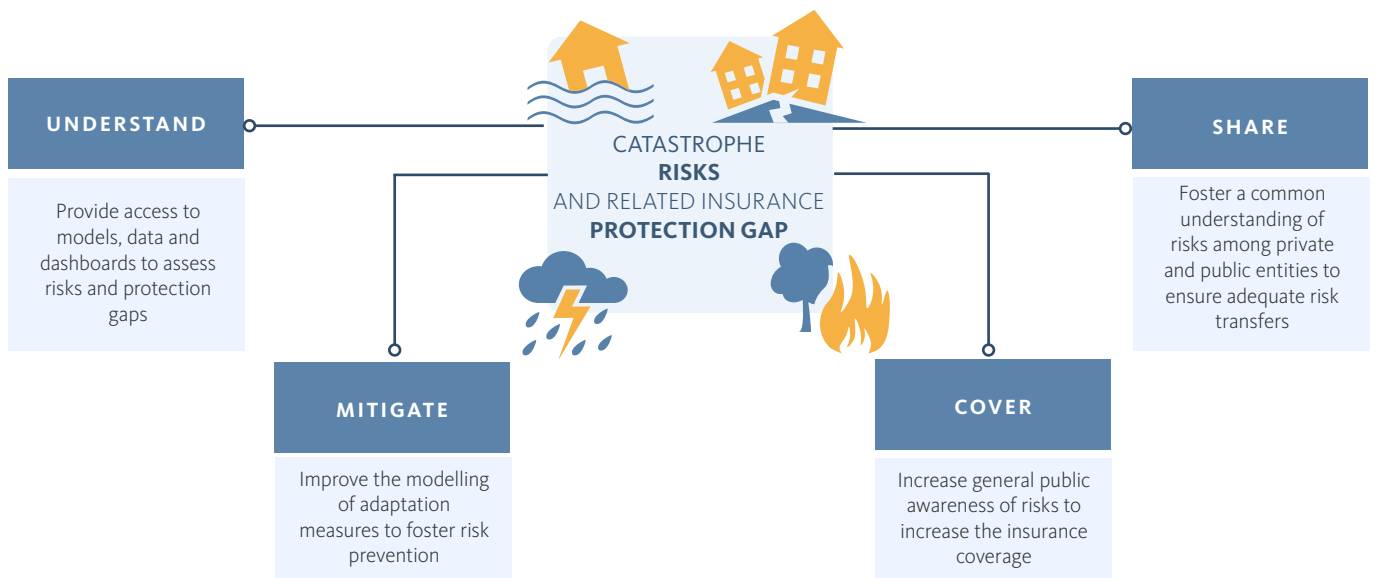 CATASTROPHE
RISKS
AND RELATED INSURANCE
PROTECTION GAP
UNDERSTAND
Provide access to
models, data and
dashboards to assess
risks and protection
gaps
MITIGATE
Improve the modelling
of adaptation
measures to foster risk
prevention
COVER
Increase general public
awareness of risks to
increase the insurance
coverage
SHARE
Foster a common
understanding of
risks among private
and public entities to
ensure adequate risk
transfers